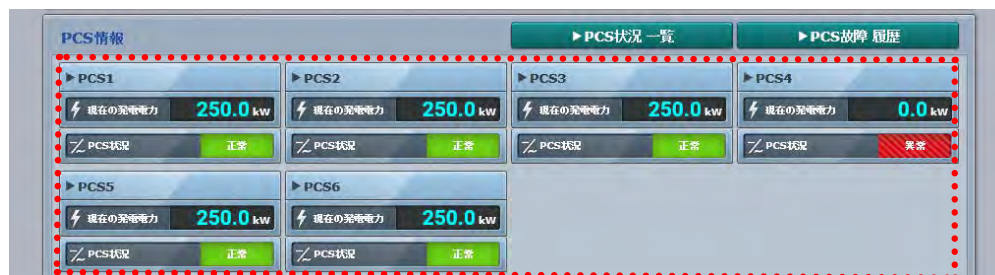 PCS情報 ▶PCS状況 一覧 ▶PCS故障 履歴
▶PCS1 ▶PCS2 ▶PCS3 ▶PCS4
現在の発電電力 250.0 kw 現在の発電電力 250.0 kw 現在の発電電力 250.0 kw 現在の発電電力 0.0 kw
PCS状況 正常 PCS状況 正常 PCS状況 正常 PCS状況 異常
▶PCS5 ▶PCS6
現在の発電電力 250.0 kw 現在の発電電力 250.0 kw
PCS状況 正常 PCS状況 正常